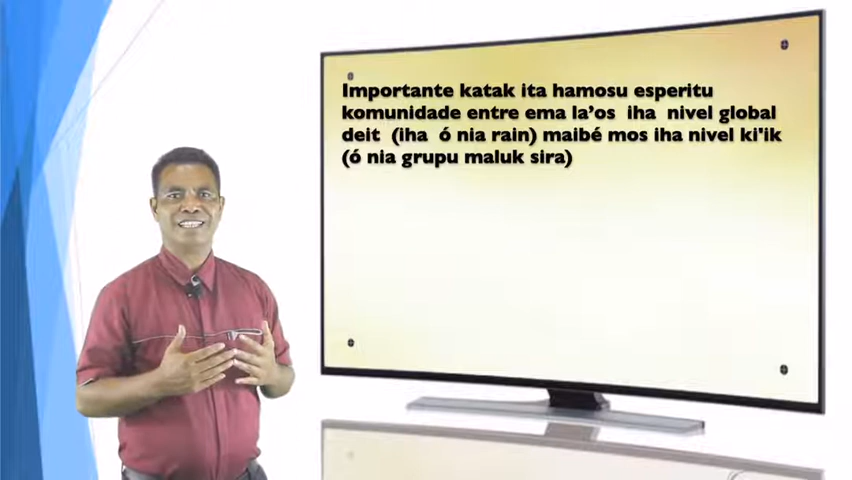 Importante katak ita hamosu esperitu
komunidade entre ema la’os iha nivel global
deit (iha ó nia rain) maibé mos iha nivel ki'ik
(ó nia grupu maluk sira)